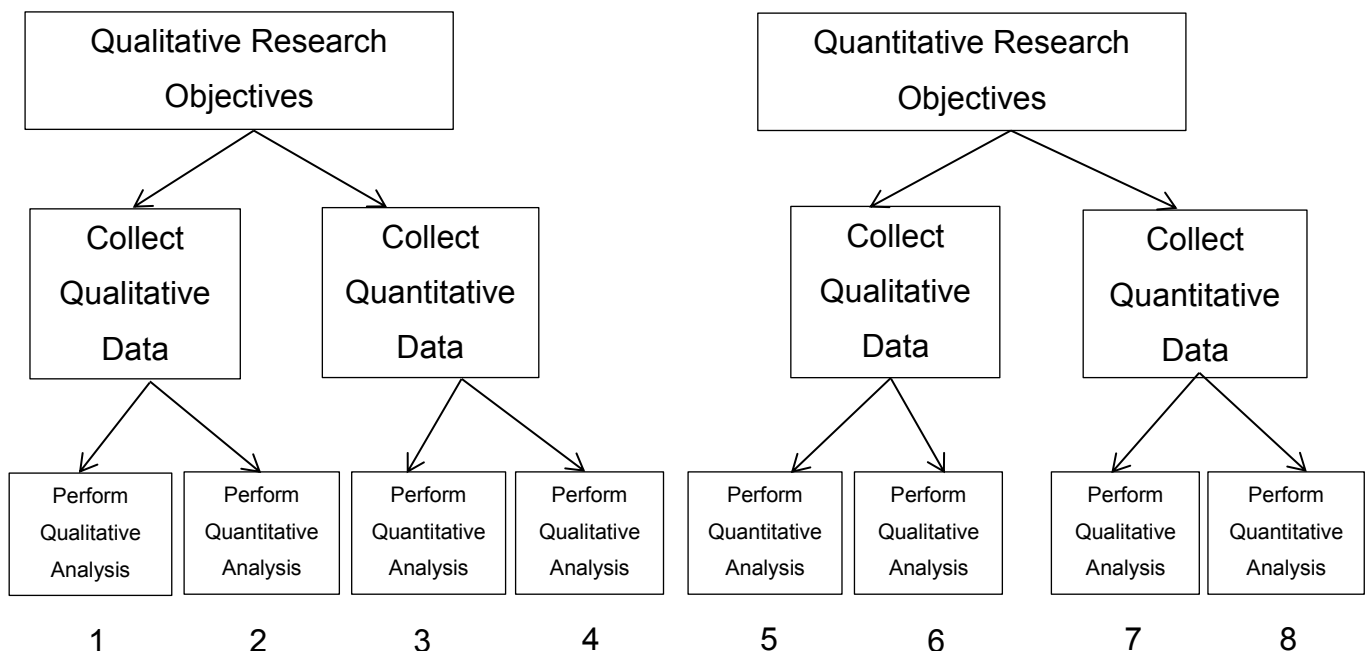 Qualitative Research
Objectives
Quantitative Research
Objectives
Collect
Qualitative
Data
Collect
Quantitative
Data
Collect
Qualitative
Data
Collect
Quantitative
Data
Perform
Qualitative
Analysis
Perform
Quantitative
Analysis
Perform
Quantitative
Analysis
Perform
Qualitative
Analysis
Perform
Quantitative
Analysis
Perform
Qualitative
Analysis
Perform
Qualitative
Analysis
Perform
Quantitative
Analysis
1 2 3 4 5 6 7 8